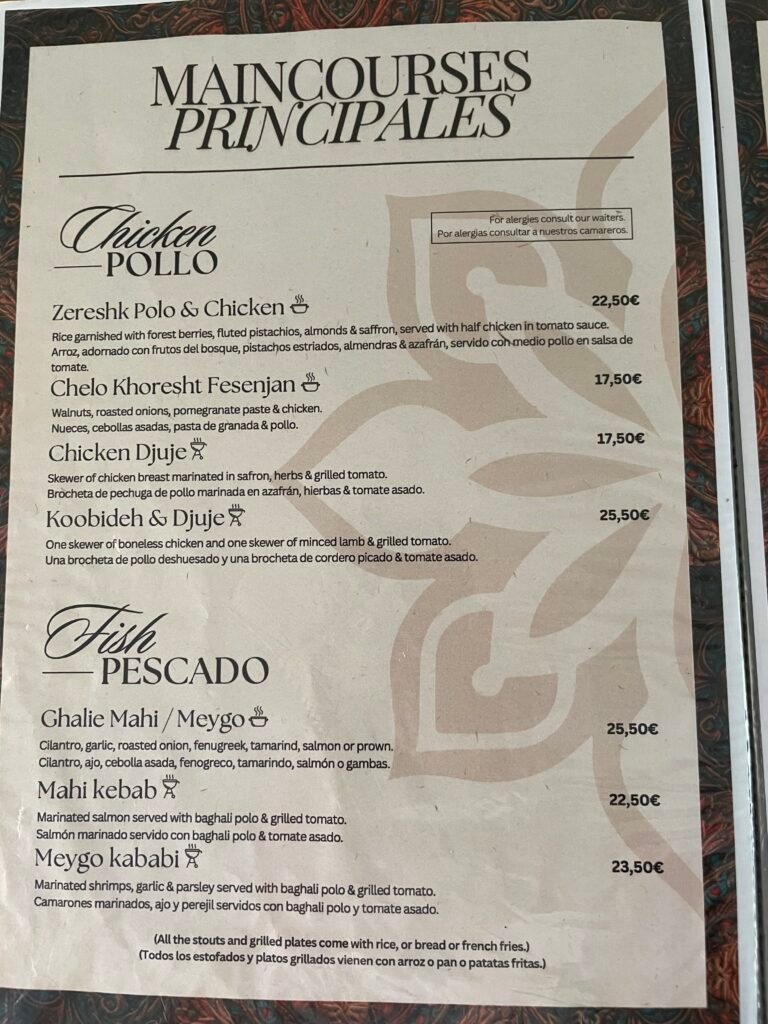 MAINCOURSES
PRINCIPALES
Chicken
POLLO
For alergies consult our waiters.
Por alergias consultar a nuestros camareros.
Zereshk Polo & Chicken 22,50€
Rice garnished with forest berries, fluted pistachios, almonds & saffron, served with half chicken in tomato sauce.
Arroz, adornado con frutos del bosque, pistachos estriados, almendras & azafrán, servido con medio pollo en salsa de
tomate.
Chelo Khoresht Fesenjan 17,50€
Walnuts, roasted onions, pomegranate paste & chicken.
Nueces, cebollas asadas, pasta de granada & pollo.
Chicken Djuje 17,50€
Skewer of chicken breast marinated in safron, herbs & grilled tomato.
Brocheta de pechuga de pollo marinada en azafrán, hierbas & tomate asado.
Koobideh & Djuje 25,50€
One skewer of boneless chicken and one skewer of minced lamb & grilled tomato.
Una brocheta de pollo deshuesado y una brocheta de cordero picado & tomate asado.
Fish
PESCADO
Ghalie Mahi / Meygo 25,50€
Cilantro, garlic, roasted onion, fenugreek, tamarind, salmon or prown.
Cilantro, ajo, cebolla asada, fenogreco, tamarindo, salmón o gambas.
Mahi kebab 22,50€
Marinated salmon served with baghali polo & grilled tomato.
Salmón marinado servido con baghali polo & tomate asado.
Meygo kababi 23,50€
Marinated shrimps, garlic & parsley served with baghali polo & grilled tomato.
Camarones marinados, ajo y perejil servidos con baghali polo y tomate asado.
(All the stouts and grilled plates come with rice, or bread or french fries.)
(Todos los estofados y platos grillados vienen con arroz o pan o patatas fritas.)